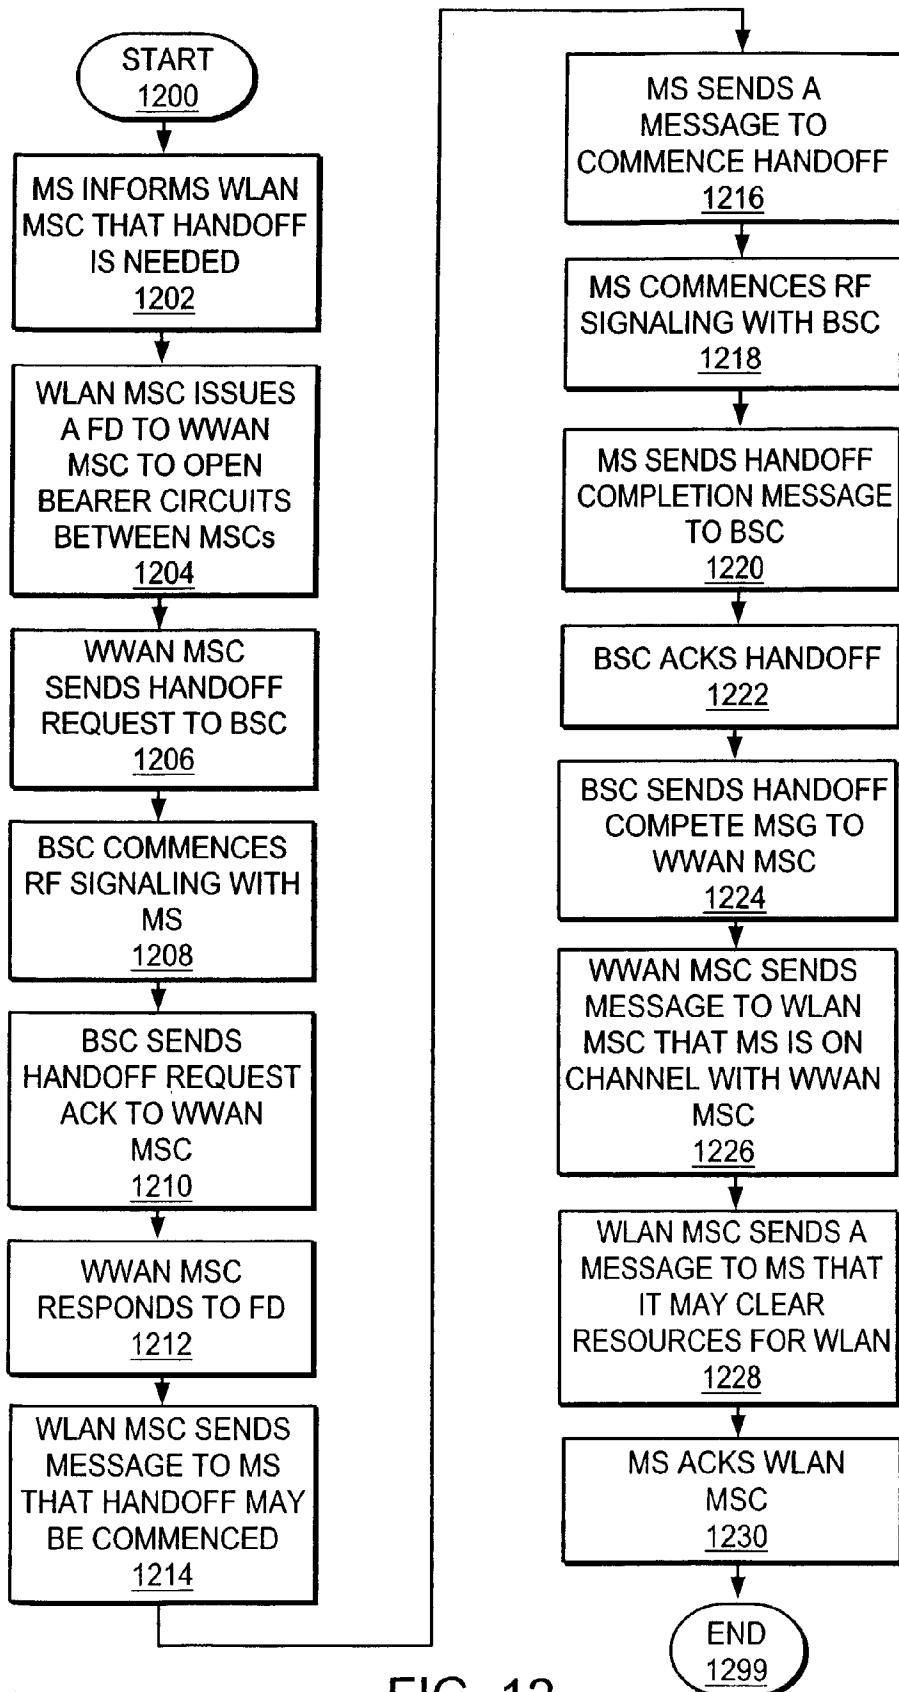 START
1200
MS INFORMS WLAN
MSC THAT HANDOFF
IS NEEDED
1202
WLAN MSC ISSUES
A FD TO WWAN
MSC TO OPEN
BEARER CIRCUITS
BETWEEN MSCs
1204
WWAN MSC
SENDS HANDOFF
REQUEST TO BSC
1206
BSC COMMENCES
RF SIGNALING WITH
MS
1208
BSC SENDS
HANDOFF REQUEST
ACK TO WWAN
MSC
1210
WWAN MSC
RESPONDS TO FD
1212
WLAN MSC SENDS
MESSAGE TO MS
THAT HANDOFF MAY
BE COMMENCED
1214
MS SENDS A
MESSAGE TO
COMMENCE HANDOFF
1216
MS COMMENCES RF
SIGNALING WITH BSC
1218
MS SENDS HANDOFF
COMPLETION MESSAGE
TO BSC
1220
BSC ACKS HANDOFF
1222
BSC SENDS HANDOFF
COMPETE MSG TO
WWAN MSC
1224
WWAN MSC SENDS
MESSAGE TO WLAN
MSC THAT MS IS ON
CHANNEL WITH WWAN
MSC
1226
WLAN MSC SENDS A
MESSAGE TO MS THAT
IT MAY CLEAR
RESOURCES FOR WLAN
1228
MS ACKS WLAN
MSC
1230
END
1299
FIG. 12